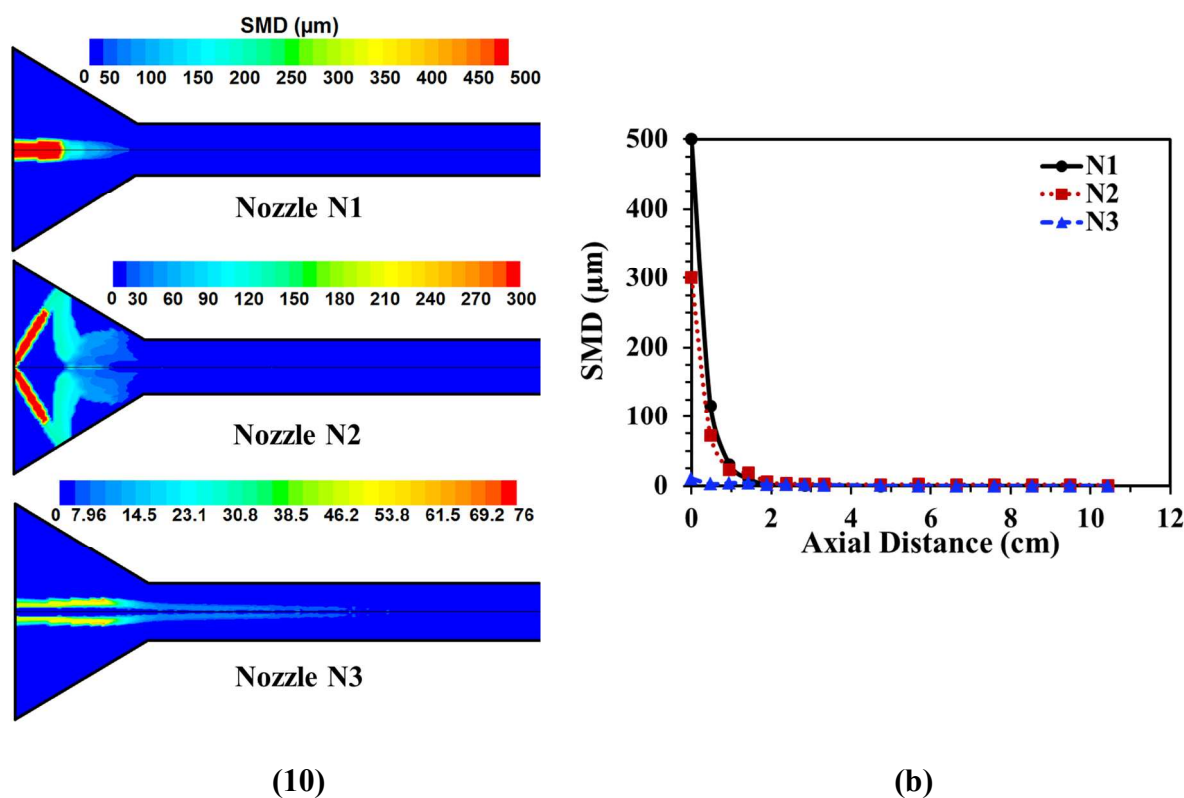 SMD (µm)
0 50 100 150 200 250 300 350 400 450 500
Nozzle N1
0 30 60 90 120 150 180 210 240 270 300
Nozzle N2
0 7.96 14.5 23.1 30.8 38.5 46.2 53.8 61.5 69.2 76
Nozzle N3
(10)
500
400
300
200
100
0
SMD (µm)
N1
N2
N3
0 2 4 6 8 10 12
Axial Distance (cm)
(b)